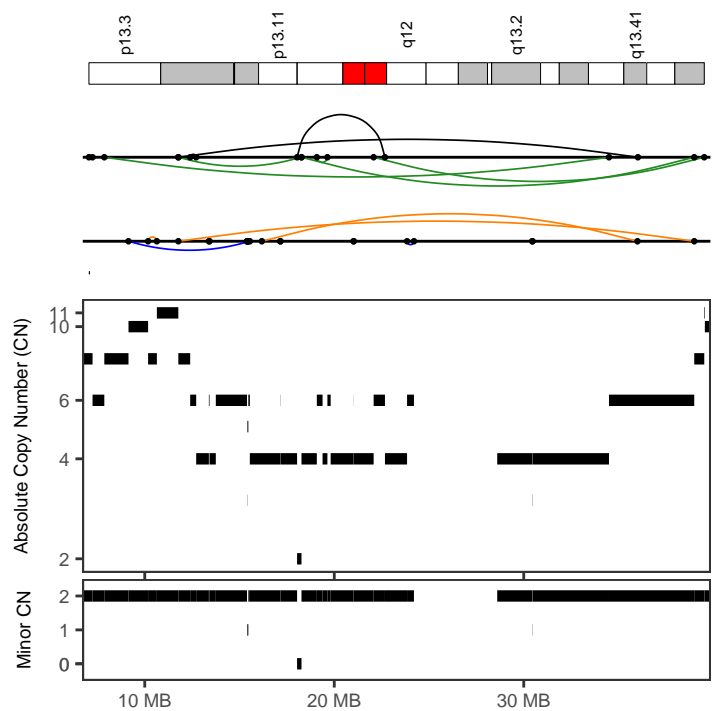 p13.3
p13.11
q12
q13.2
q13.41
Absolute Copy Number (CN)
11
10
6
4
2
Minor CN
2
1
0
10 MB
20 MB
30 MB